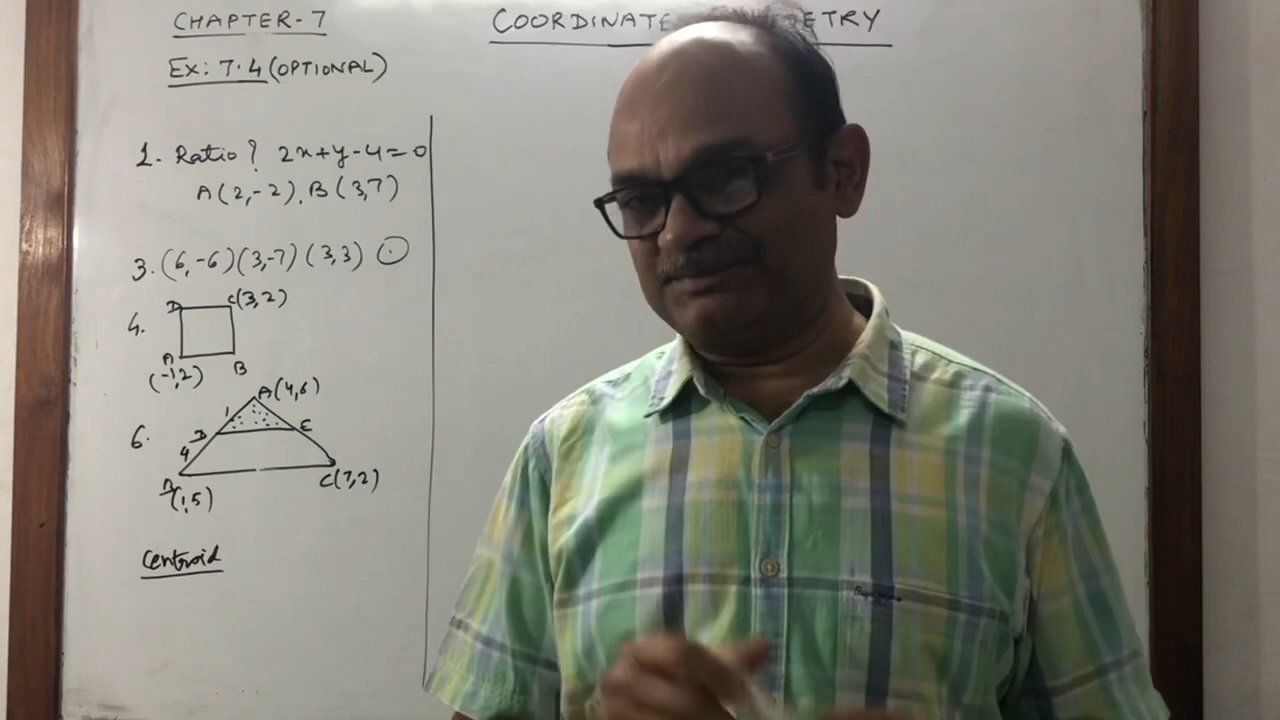 CHAPTER-7
EX: 7.4 (OPTIONAL)
COORDINATE ETRY
1. Ratio? 2x+y-4=0
A(2,-2), B(3,7)
3. (6,-6)(3,-7)(3,3)
4.
D C(3,2)
A B
(-1,2)
6.
A(4,6)
1
D E
4
C(7,2)
(1,5)
Centroid